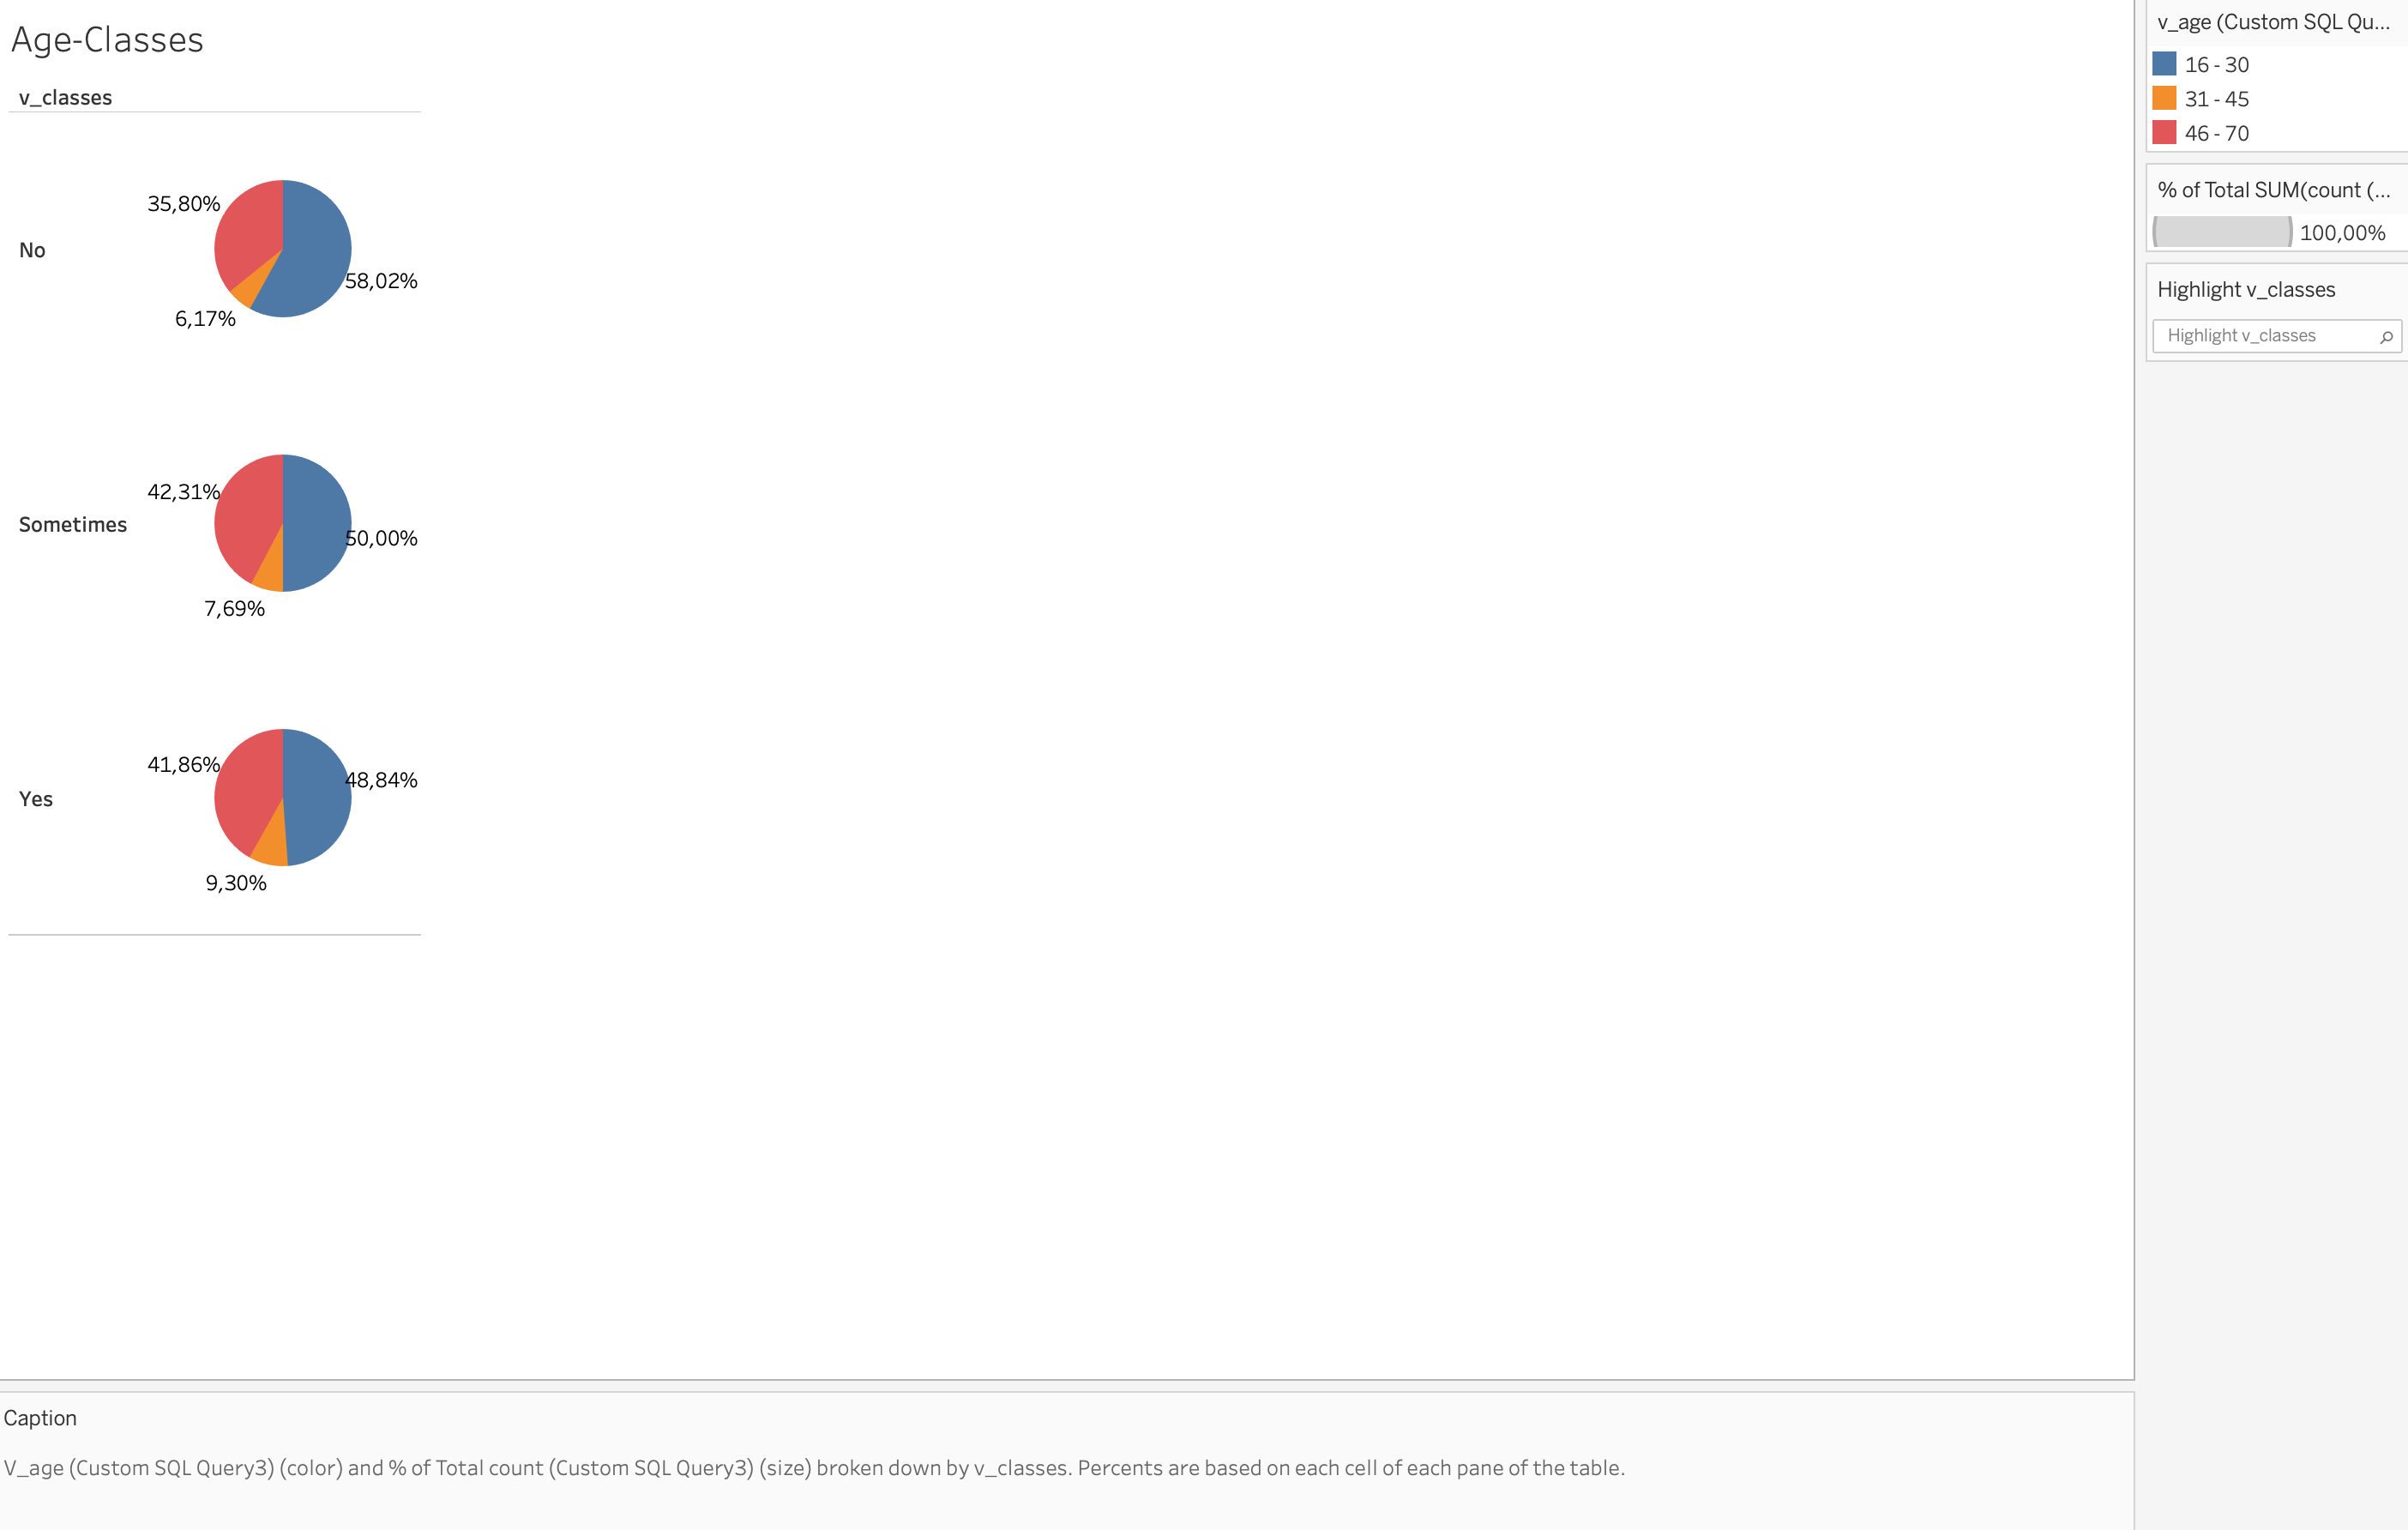 Age-Classes
v_classes
No
35,80%
58,02%
6,17%
Sometimes
42,31%
50,00%
7,69%
Yes
41,86%
48,84%
9,30%
v_age (Custom SQL Qu...
16 - 30
31 - 45
46 - 70
% of Total SUM(count (...
100,00%
Highlight v_classes
Highlight v_classes
Caption
V_age (Custom SQL Query3) (color) and % of Total count (Custom SQL Query3) (size) broken down by v_classes. Percents are based on each cell of each pane of the table.